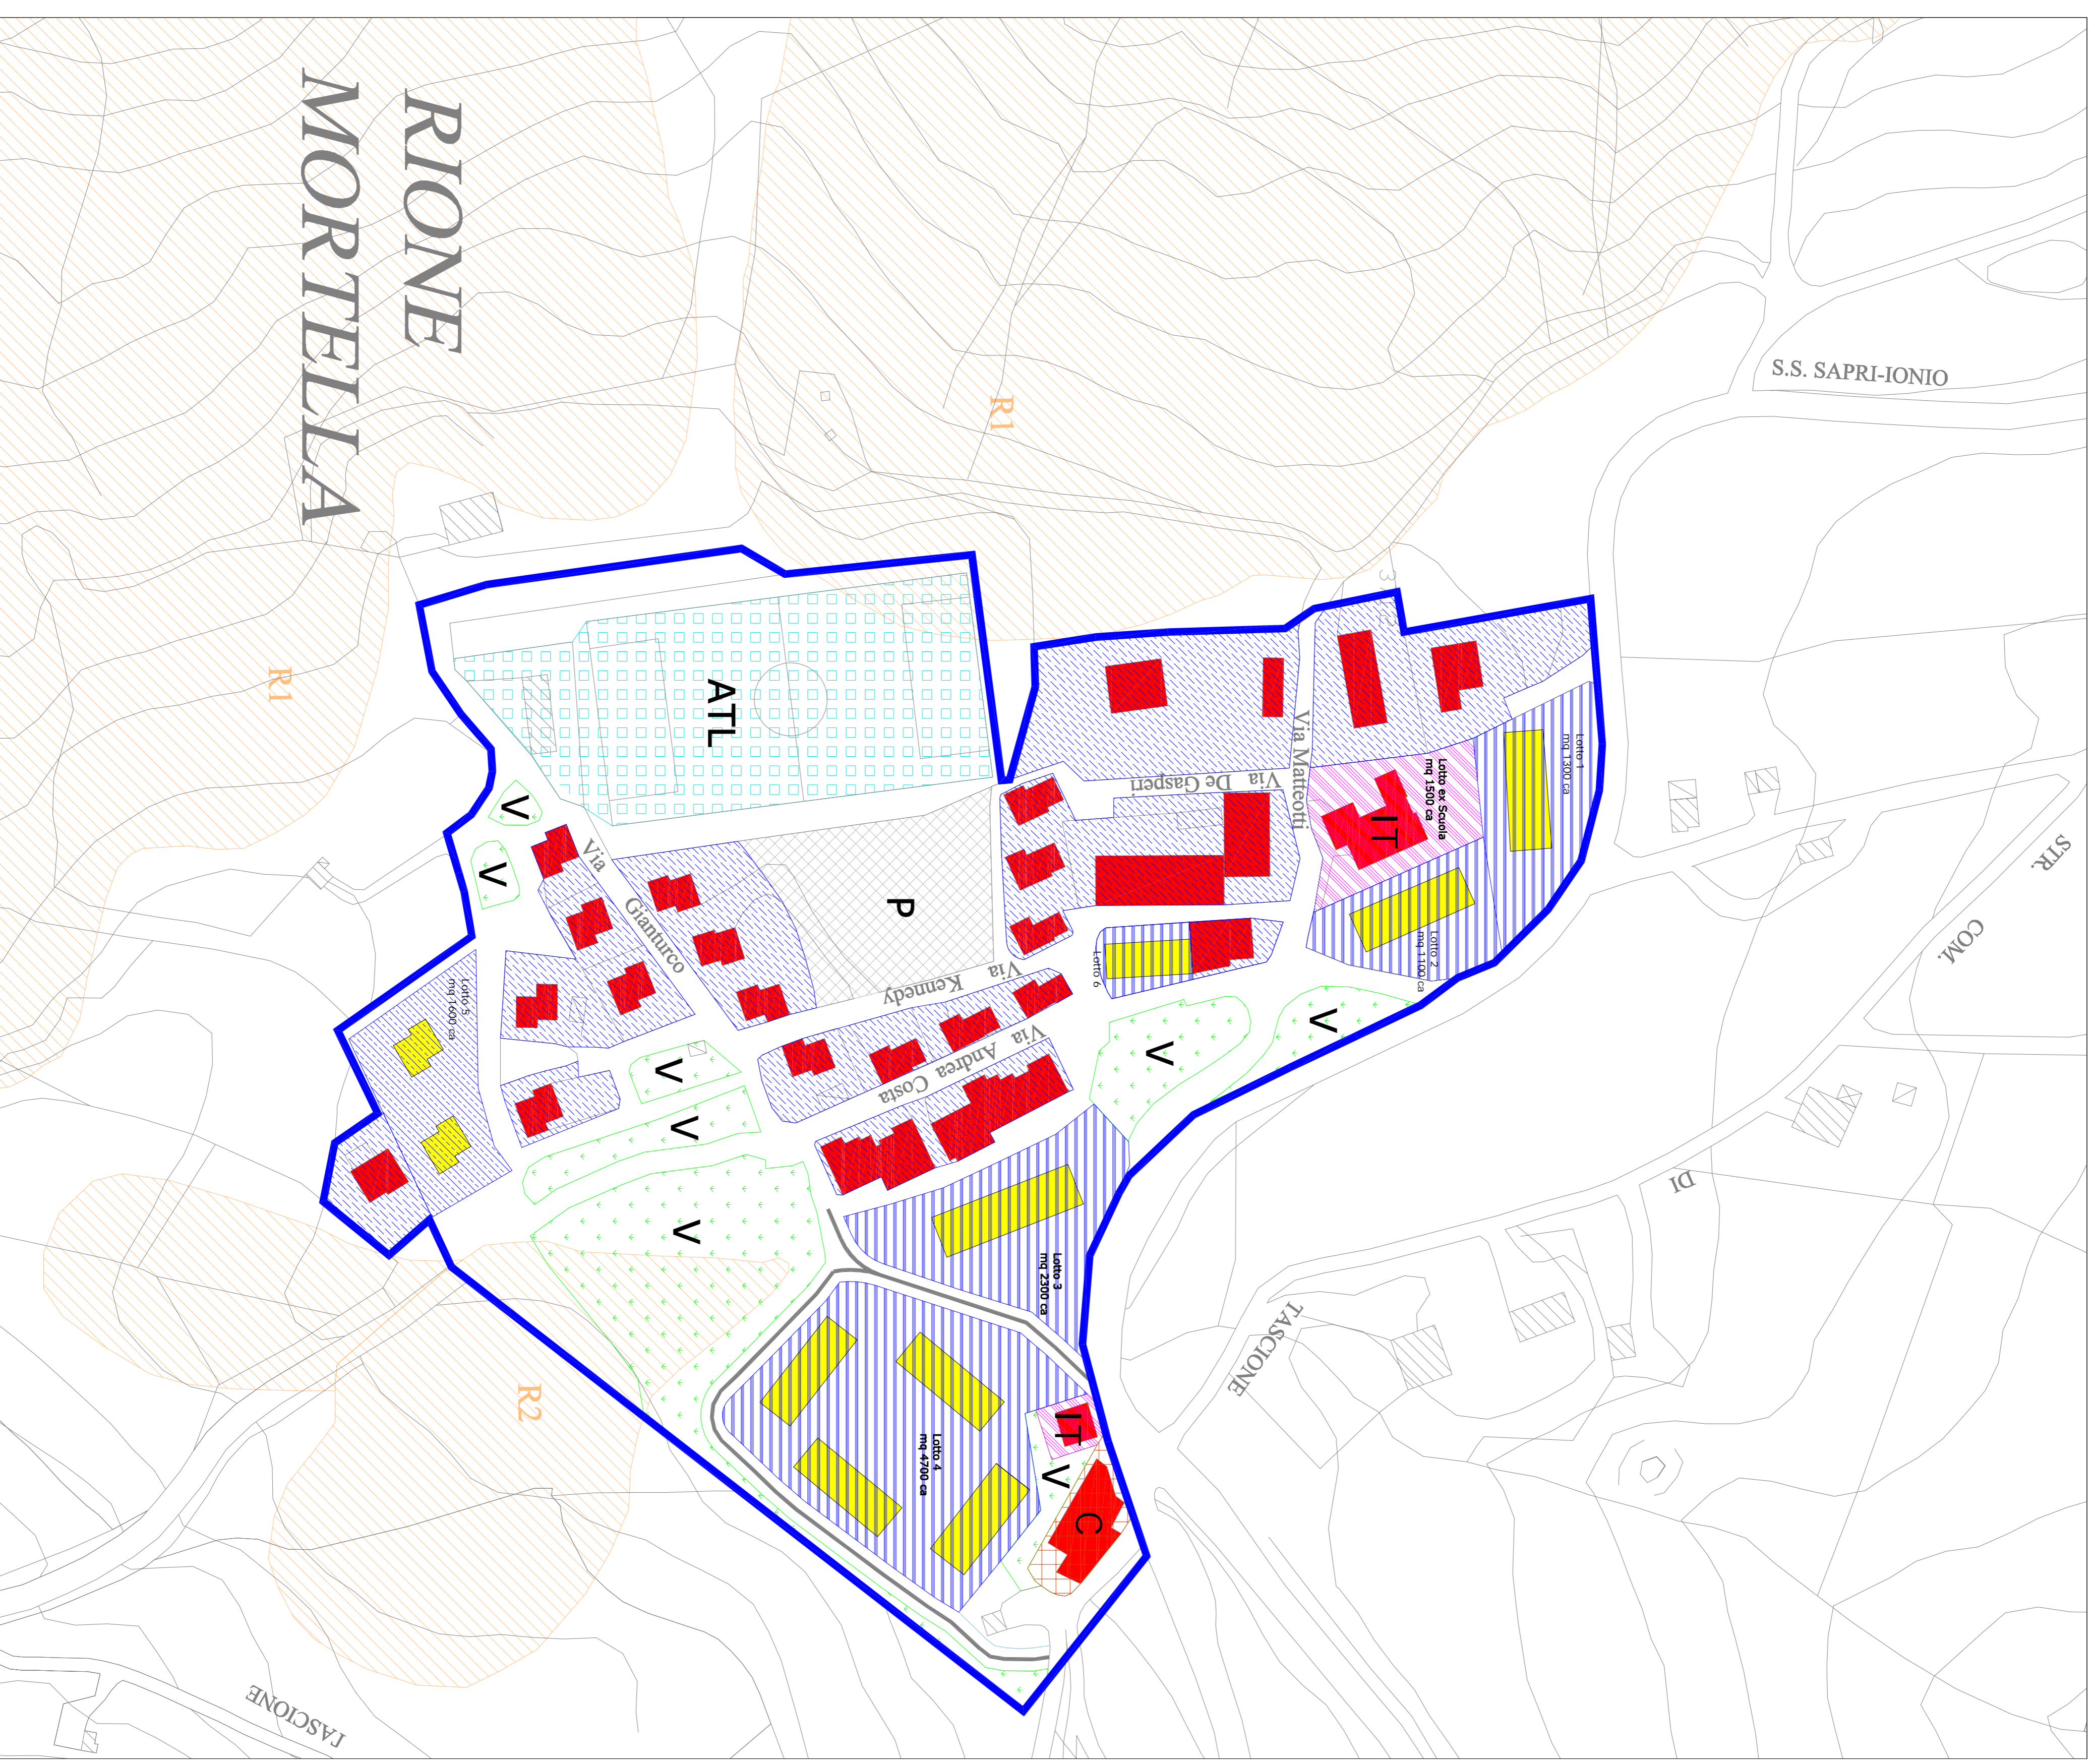 RIONE
MORTELLA
R1
R1
R2
S.S. SAPRI-IONIO
STR.
COM.
DI
TASCIONE
TASCIONE
ATL
P
V
V
V
V
V
V
V
V
IT
IT
C
Via Matteotti
Via De Gasperi
Via Gianturco
Via Kennedy
Via Andrea Costa
Lotto ex Scuola
mq 1500 ca
Lotto 1
mq 1300 ca
Lotto 2
mq 1100 ca
Lotto 3
mq 2300 ca
Lotto 4
mq 4700 ca
Lotto 5
mq 1600 ca
Lotto 6